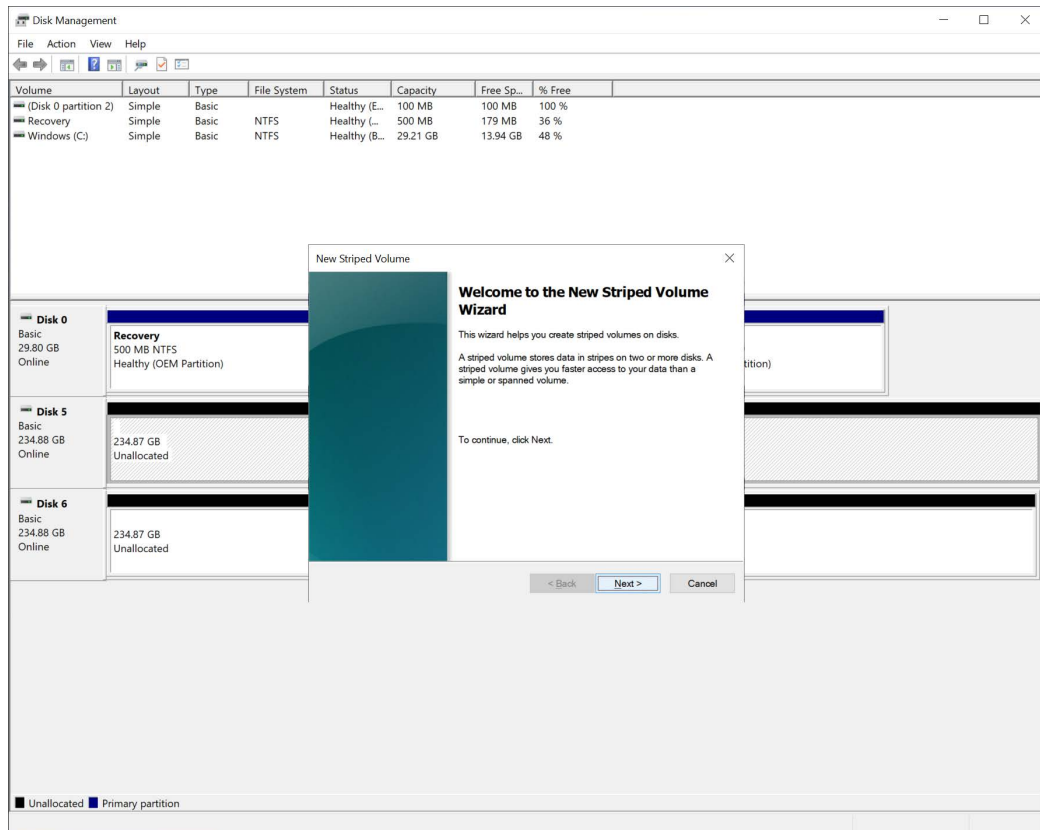 Disk Management
File Action View Help
Volume Layout Type File System Status Capacity Free Sp... % Free
(Disk 0 partition 2) Simple Basic Healthy (E... 100 MB 100 MB 100 %
Recovery Simple Basic NTFS Healthy (... 500 MB 179 MB 36 %
Windows (C:) Simple Basic NTFS Healthy (B... 29.21 GB 13.94 GB 48 %
New Striped Volume
Welcome to the New Striped Volume
Wizard
This wizard helps you create striped volumes on disks.
A striped volume stores data in stripes on two or more disks. A
striped volume gives you faster access to your data than a
simple or spanned volume.
To continue, click Next.
< Back Next > Cancel
Disk 0
Basic
29.80 GB
Online
Recovery
500 MB NTFS
Healthy (OEM Partition)
tition)
Disk 5
Basic
234.88 GB
Online
234.87 GB
Unallocated
Disk 6
Basic
234.88 GB
Online
234.87 GB
Unallocated
Unallocated Primary partition